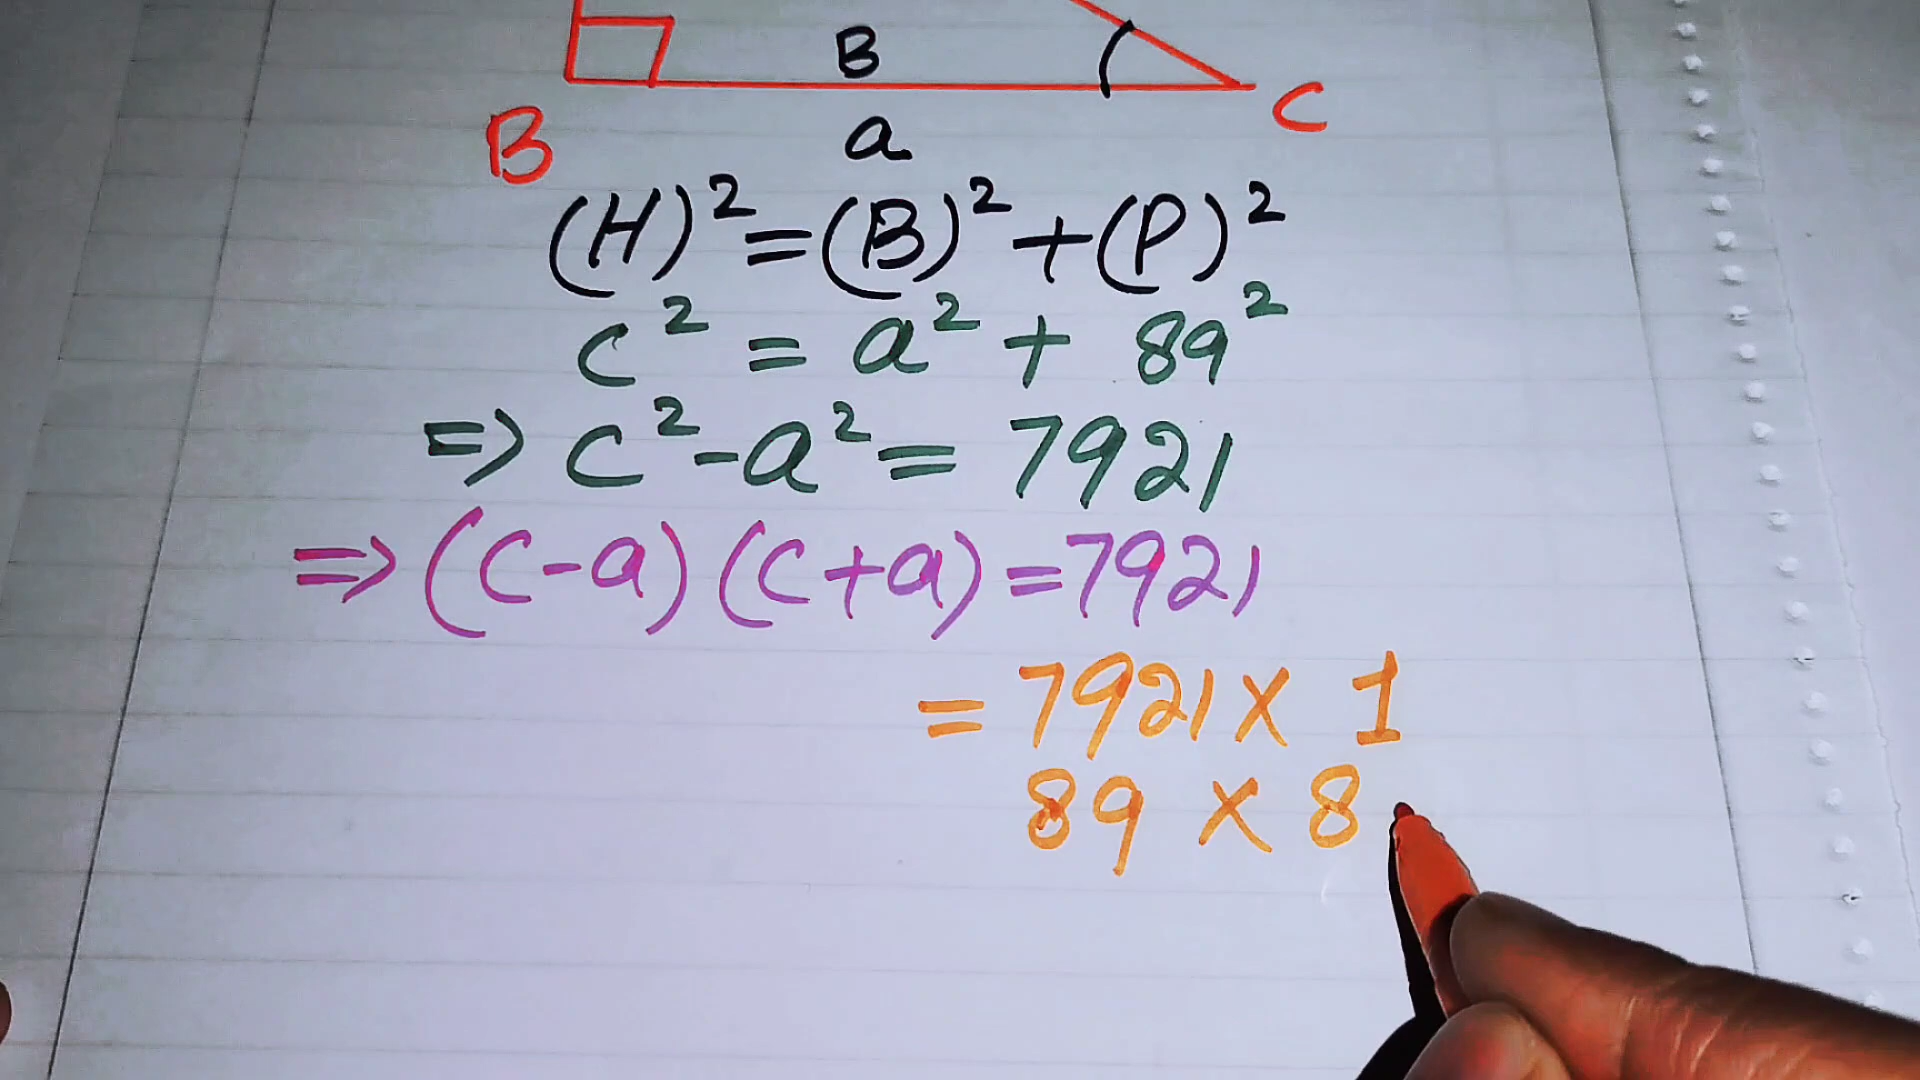 B
B C
a
(H)² = (B)² + (P)²
c² = a² + 89²
⇒ c² - a² = 7921
⇒ (c-a) (c+a) = 7921
= 7921 × 1
89 × 8